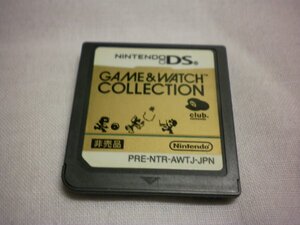 NINTENDO DS
GAME & WATCH™
COLLECTION
club.
非売品
Nintendo
PRE-NTR-AWTJ-JPN